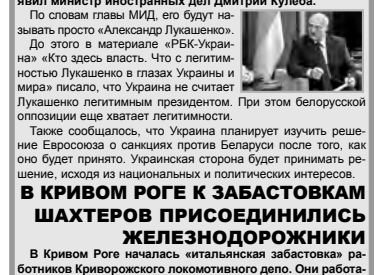 явил министр иностранных дел Дмитрий Кулеба.
По словам главы МИД, его будут на-
зывать просто «Александр Лукашенко».
До этого в материале «РБК-Украи-
на» «Кто здесь власть. Что с легитим-
ностью Лукашенко в глазах Украины и
мира» писало, что Украина не считает
Лукашенко легитимным президентом. При этом белорусской
оппозиции еще хватает легитимности.
Также сообщалось, что Украина планирует изучить реше-
ние Евросоюза о санкциях против Беларуси после того, как
оно будет принято. Украинская сторона будет принимать ре-
шение, исходя из национальных и политических интересов.
В КРИВОМ РОГЕ К ЗАБАСТОВКАМ
ШАХТЕРОВ ПРИСОЕДИНИЛИСЬ
ЖЕЛЕЗНОДОРОЖНИКИ
В Кривом Роге началась «итальянская забастовка» ра-
ботников Криворожского локомотивного депо. Они работа-